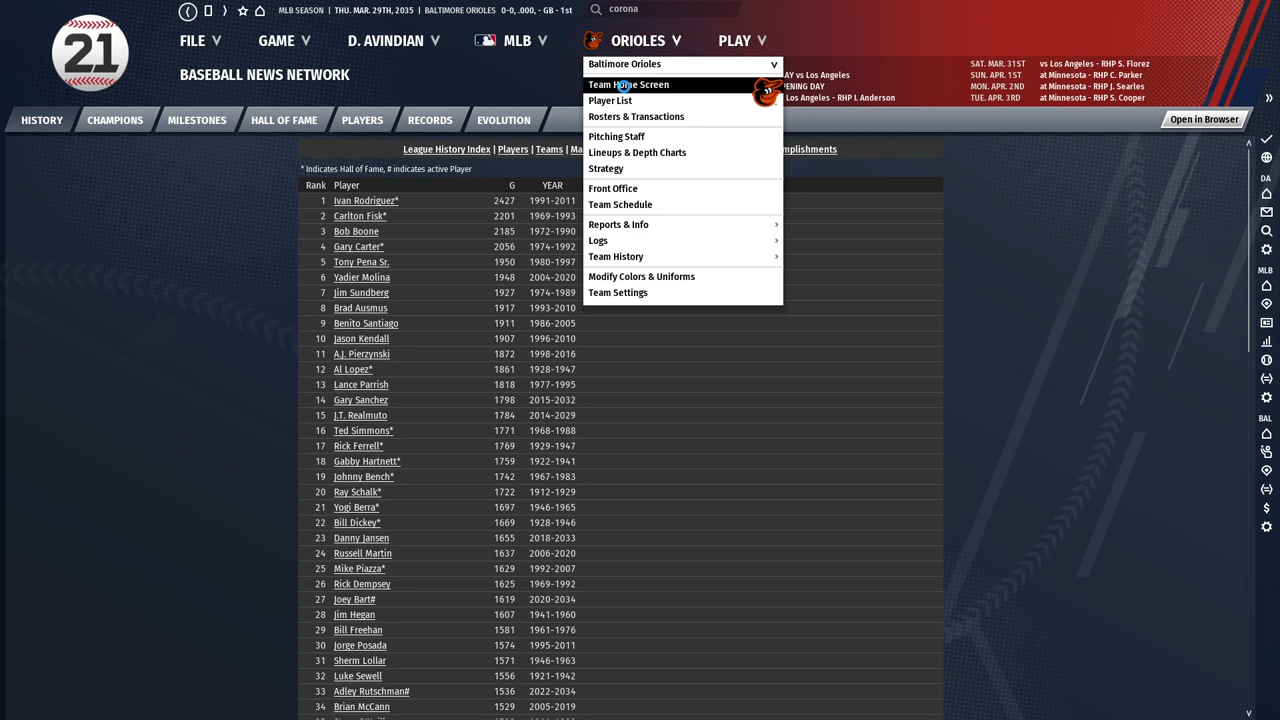 MLB SEASON | THU. MAR. 29TH, 2035 | BALTIMORE ORIOLES 0-0, .000, - GB - 1st
corona
21
FILE GAME D. AVINDIAN MLB ORIOLES PLAY
BASEBALL NEWS NETWORK
AY vs Los Angeles
PENING DAY
Los Angeles - RHP I. Anderson
SAT. MAR. 31ST vs Los Angeles - RHP S. Florez
SUN. APR. 1ST at Minnesota - RHP C. Parker
MON. APR. 2ND at Minnesota - RHP J. Searles
TUE. APR. 3RD at Minnesota - RHP S. Cooper
HISTORY CHAMPIONS MILESTONES HALL OF FAME PLAYERS RECORDS EVOLUTION
Open in Browser
Baltimore Orioles
Team Home Screen
Player List
Rosters & Transactions
Pitching Staff
Lineups & Depth Charts
Strategy
Front Office
Team Schedule
Reports & Info
Logs
Team History
Modify Colors & Uniforms
Team Settings
League History Index | Players | Teams | Ma
mplishments
* Indicates Hall of Fame, # indicates active Player
Rank Player G YEAR
1 Ivan Rodriguez* 2427 1991-2011
2 Carlton Fisk* 2201 1969-1993
3 Bob Boone 2185 1972-1990
4 Gary Carter* 2056 1974-1992
5 Tony Pena Sr. 1950 1980-1997
6 Yadier Molina 1948 2004-2020
7 Jim Sundberg 1927 1974-1989
8 Brad Ausmus 1917 1993-2010
9 Benito Santiago 1911 1986-2005
10 Jason Kendall 1907 1996-2010
11 A.J. Pierzynski 1872 1998-2016
12 Al Lopez* 1861 1928-1947
13 Lance Parrish 1818 1977-1995
14 Gary Sanchez 1798 2015-2032
15 J.T. Realmuto 1784 2014-2029
16 Ted Simmons* 1771 1968-1988
17 Rick Ferrell* 1769 1929-1947
18 Gabby Hartnett* 1759 1922-1941
19 Johnny Bench* 1742 1967-1983
20 Ray Schalk* 1722 1912-1929
21 Yogi Berra* 1697 1946-1965
22 Bill Dickey* 1669 1928-1946
23 Danny Jansen 1655 2018-2033
24 Russell Martin 1637 2006-2020
25 Mike Piazza* 1629 1992-2007
26 Rick Dempsey 1625 1969-1992
27 Joey Bart# 1619 2020-2034
28 Jim Hegan 1607 1941-1960
29 Bill Freehan 1581 1961-1976
30 Jorge Posada 1574 1995-2011
31 Sherm Lollar 1571 1946-1963
32 Luke Sewell 1556 1921-1942
33 Adley Rutschman# 1536 2022-2034
34 Brian McCann 1529 2005-2019
DA
MLB
BAL